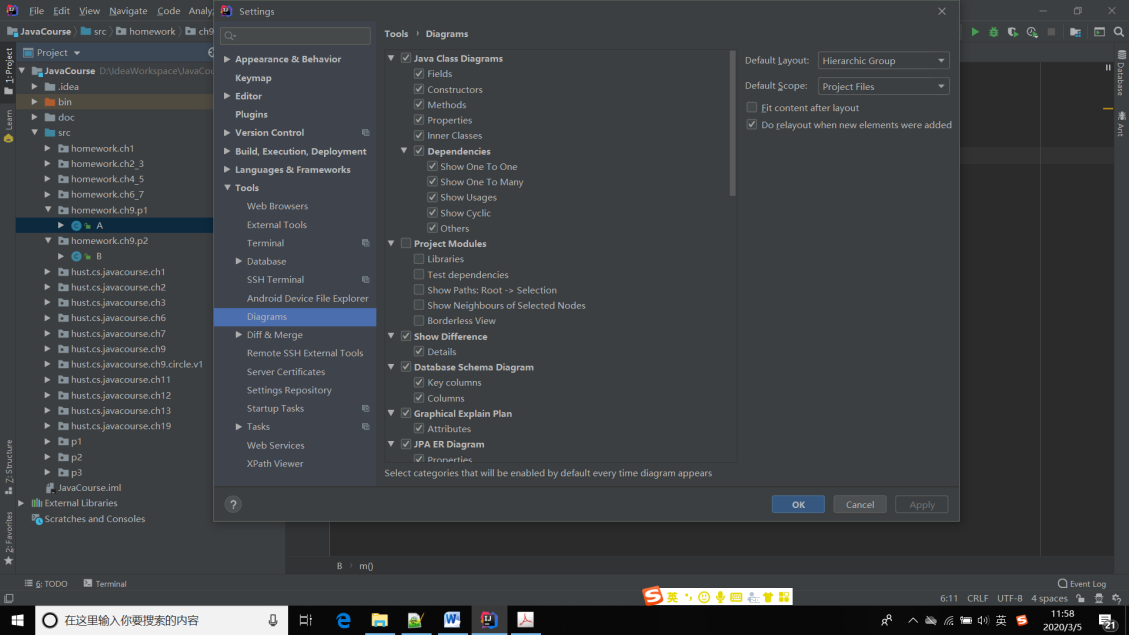 File Edit View Navigate Code Analy
Settings
JavaCourse src homework ch9
Project
JavaCourse D:\IdeaWorkspace\JavaCou
.idea
bin
doc
src
homework.ch1
homework.ch2_3
homework.ch4_5
homework.ch6_7
homework.ch9.p1
A
homework.ch9.p2
B
hust.cs.javacourse.ch1
hust.cs.javacourse.ch2
hust.cs.javacourse.ch3
hust.cs.javacourse.ch6
hust.cs.javacourse.ch7
hust.cs.javacourse.ch9
hust.cs.javacourse.ch9.circle.v1
hust.cs.javacourse.ch11
hust.cs.javacourse.ch12
hust.cs.javacourse.ch13
hust.cs.javacourse.ch19
p1
p2
p3
JavaCourse.iml
External Libraries
Scratches and Consoles
1: Project
Learn
7: Structure
2: Favorites
Appearance & Behavior
Keymap
Editor
Plugins
Version Control
Build, Execution, Deployment
Languages & Frameworks
Tools
Web Browsers
External Tools
Terminal
Database
SSH Terminal
Android Device File Explorer
Diagrams
Diff & Merge
Remote SSH External Tools
Server Certificates
Settings Repository
Startup Tasks
Tasks
Web Services
XPath Viewer
Tools › Diagrams
Java Class Diagrams
Fields
Constructors
Methods
Properties
Inner Classes
Dependencies
Show One To One
Show One To Many
Show Usages
Show Cyclic
Others
Project Modules
Libraries
Test dependencies
Show Paths: Root -> Selection
Show Neighbours of Selected Nodes
Borderless View
Show Difference
Details
Database Schema Diagram
Key columns
Columns
Graphical Explain Plan
Attributes
JPA ER Diagram
Properties
Select categories that will be enabled by default every time diagram appears
Default Layout: Hierarchic Group
Default Scope: Project Files
Fit content after layout
Do relayout when new elements were added
? OK Cancel Apply
Database
Ant
B › m()
6: TODO Terminal
Event Log
英
6:11 CRLF UTF-8 4 spaces
在这里输入你要搜索的内容
英
11:58
2020/3/5
21